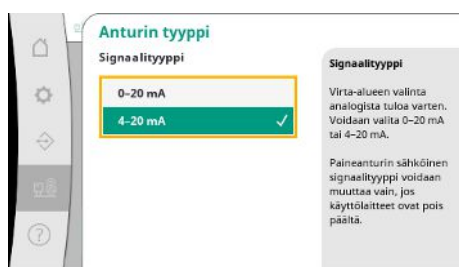 Anturin tyyppi
Signaalityyppi
0–20 mA
4–20 mA
Signaalityyppi
Virta-alueen valinta
analogista tuloa varten.
Voidaan valita 0–20 mA
tai 4–20 mA.
Paineanturin sähköinen
signaalityyppi voidaan
muuttaa vain, jos
käyttölaitteet ovat pois
päältä.